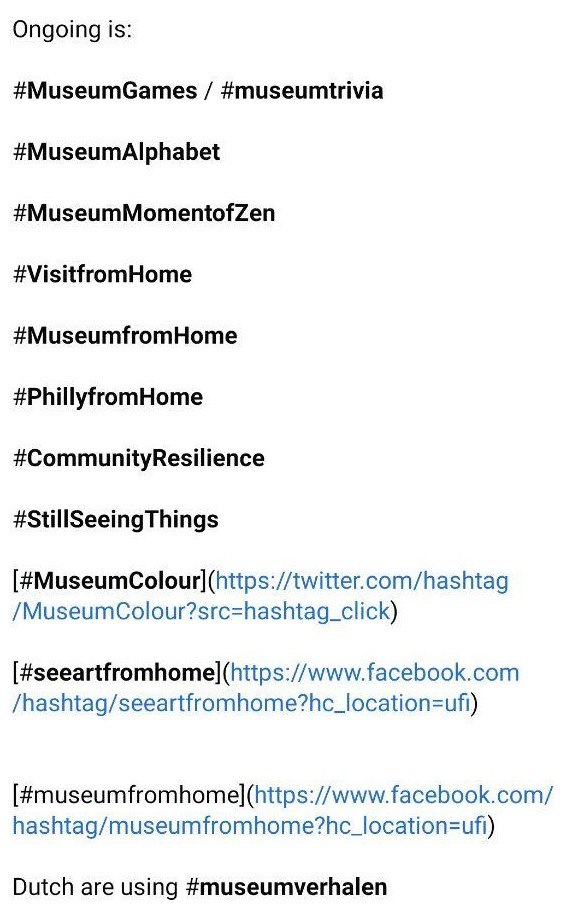 Ongoing is:
#MuseumGames / #museumtrivia
#MuseumAlphabet
#MuseumMomentofZen
#VisitfromHome
#MuseumfromHome
#PhillyfromHome
#CommunityResilience
#StillSeeingThings
[#MuseumColour](https://twitter.com/hashtag
/MuseumColour?src=hashtag_click)
[#seeartfromhome](https://www.facebook.com
/hashtag/seeartfromhome?hc_location=ufi)
[#museumfromhome](https://www.facebook.com/
hashtag/museumfromhome?hc_location=ufi)
Dutch are using #museumverhalen